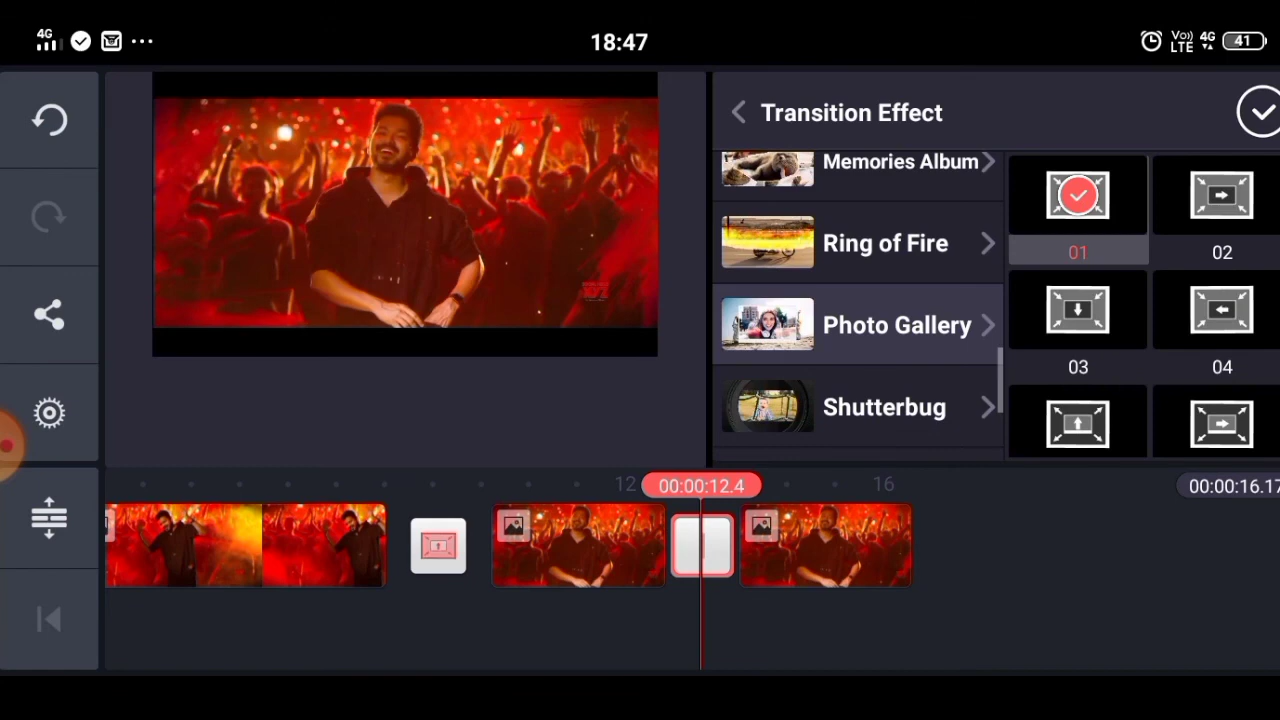 4G
18:47
Vo))
LTE
4G
41
Transition Effect
Memories Album
Ring of Fire
Photo Gallery
Shutterbug
01
02
03
04
12
00:00:12.4
16
00:00:16.17